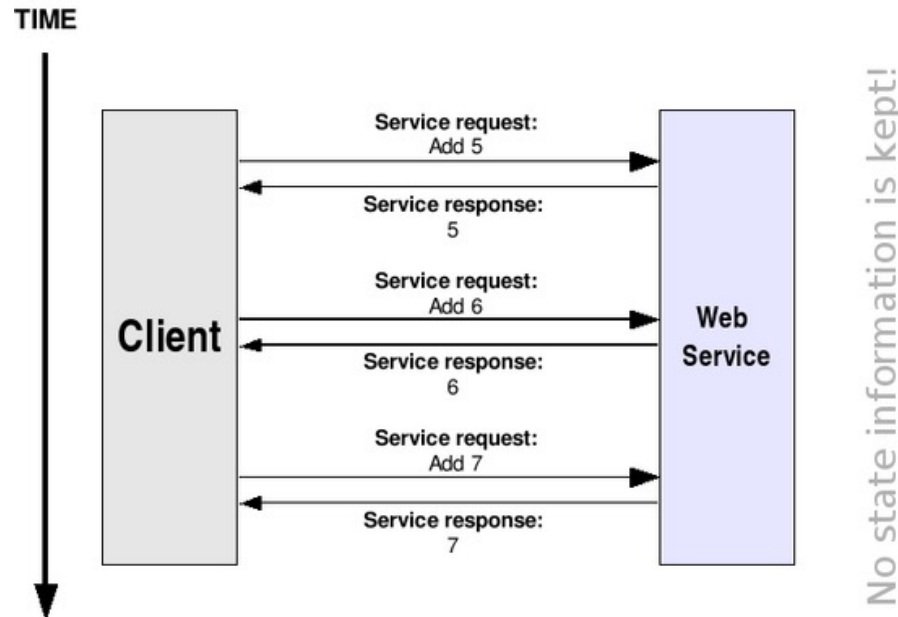 TIME
Service request:
Add 5
Service response:
5
Service request:
Add 6
Client
Web
Service
Service response:
6
Service request:
Add 7
Service response:
7
No state information is kept!